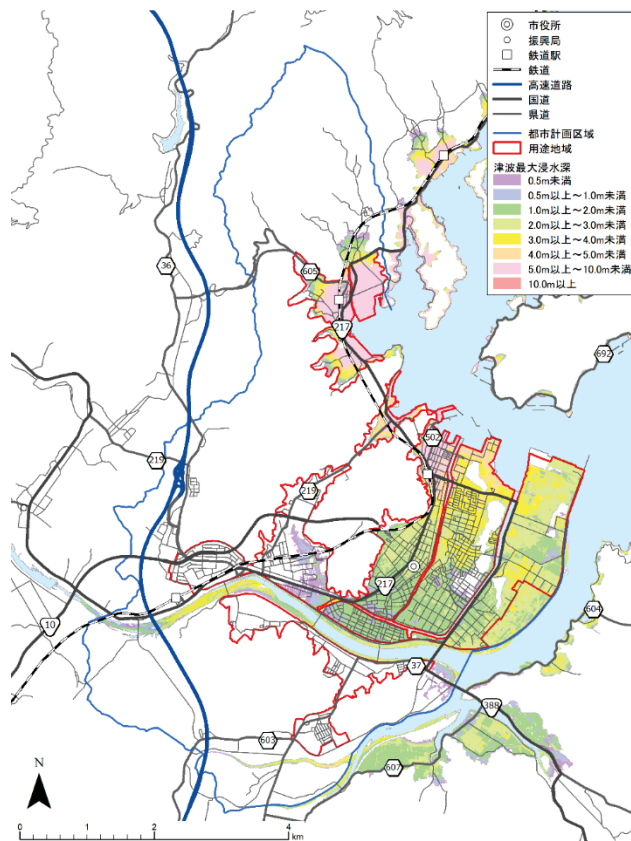 市役所
振興局
鉄道駅
鉄道
高速道路
国道
県道
都市計画区域
用途地域
津波最大浸水深
0.5m未満
0.5m以上～1.0m未満
1.0m以上～2.0m未満
2.0m以上～3.0m未満
3.0m以上～4.0m未満
4.0m以上～5.0m未満
5.0m以上～10.0m未満
10.0m以上
36
605
217
692
502
219
219
217
10
604
37
388
603
607
N
0 1 2 4
km